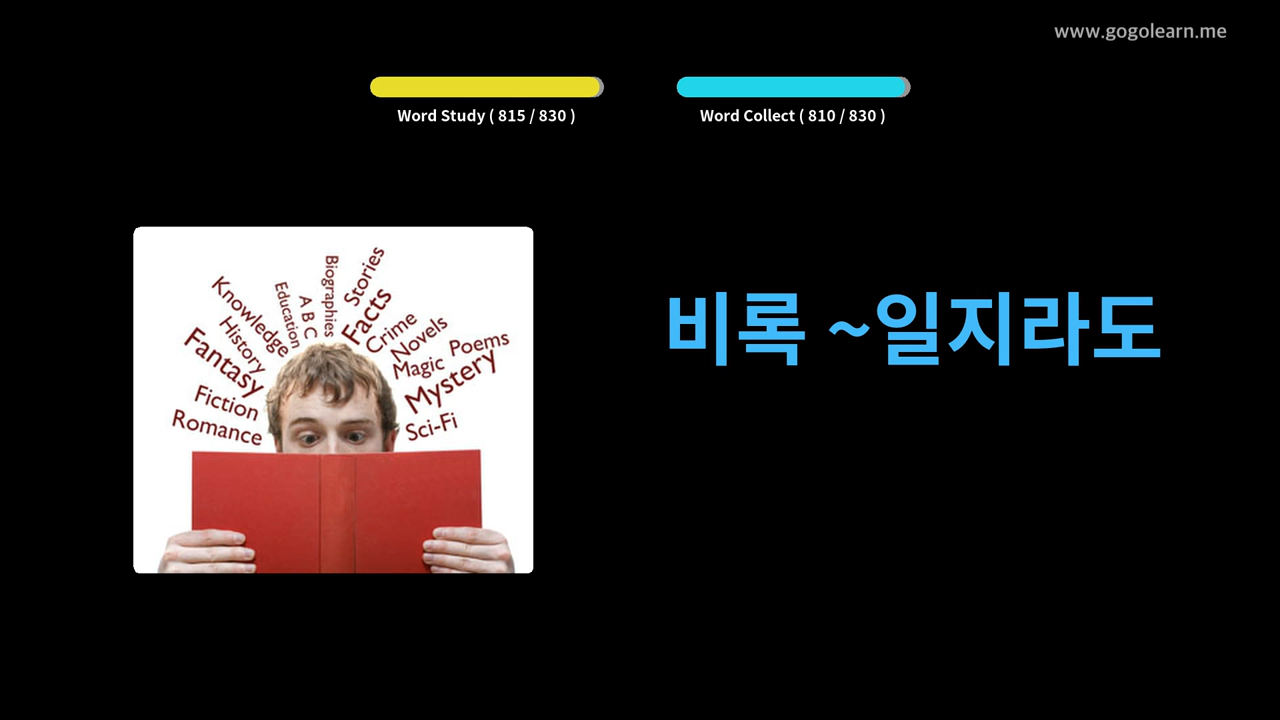 www.gogolearn.me
Word Study ( 815 / 830 )
Word Collect ( 810 / 830 )
비록 ~일지라도
Knowledge
History
Fantasy
Fiction
Romance
Education
A B C
Biographies
Stories
Facts
Crime
Novels
Magic
Poems
Mystery
Sci-Fi